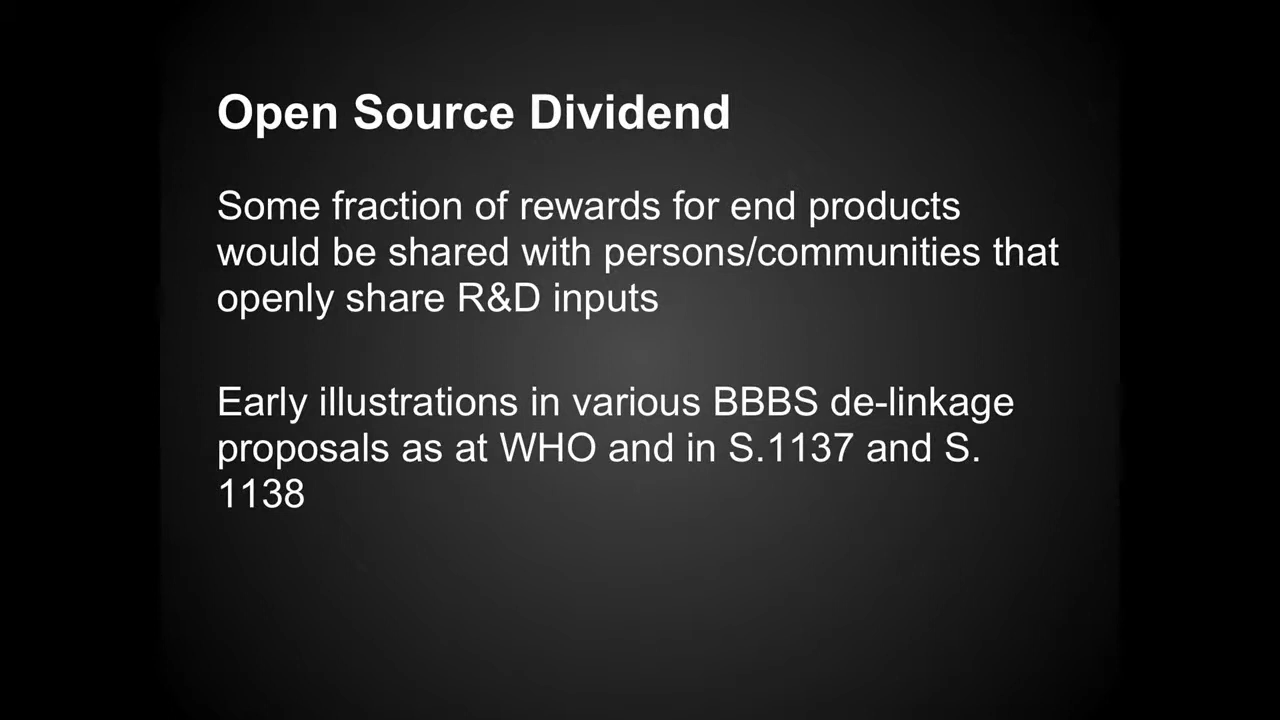 Open Source Dividend
Some fraction of rewards for end products
would be shared with persons/communities that
openly share R&D inputs
Early illustrations in various BBBS de-linkage
proposals as at WHO and in S.1137 and S.
1138